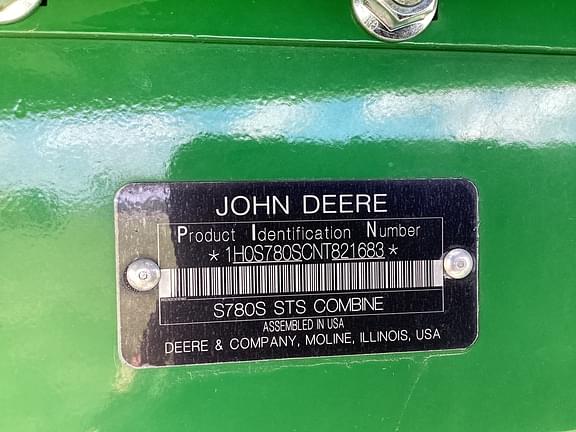 JOHN DEERE
Product Identification Number
*1H0S780SCNT821683*
S780S STS COMBINE
ASSEMBLED IN USA
DEERE & COMPANY, MOLINE, ILLINOIS, USA